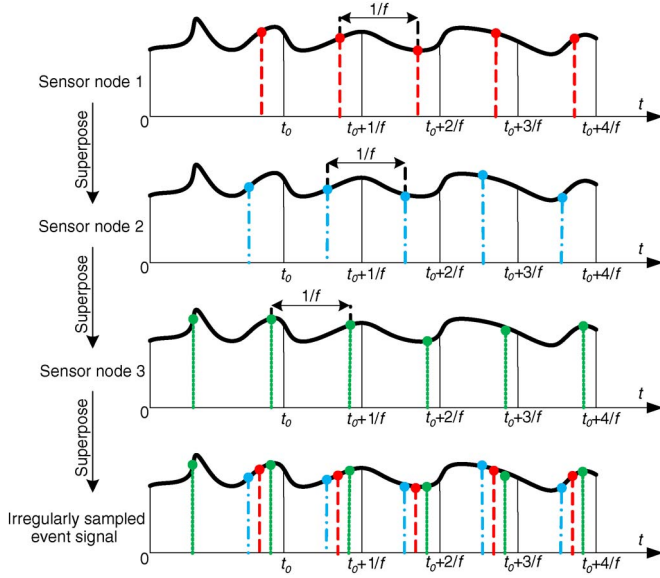 1/f
Sensor node 1
0
t₀
t₀+1/f
t₀+2/f
t₀+3/f
t₀+4/f
t
Superpose
1/f
Sensor node 2
0
t₀
t₀+1/f
t₀+2/f
t₀+3/f
t₀+4/f
t
Superpose
1/f
Sensor node 3
0
t₀
t₀+1/f
t₀+2/f
t₀+3/f
t₀+4/f
t
Superpose
Irregularly sampled
event signal
0
t₀
t₀+1/f
t₀+2/f
t₀+3/f
t₀+4/f
t